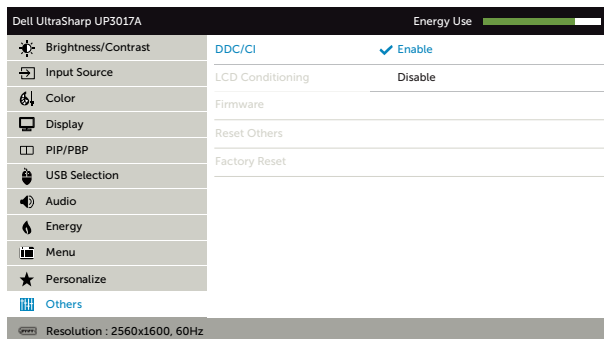 Dell UltraSharp UP3017A Energy Use
Brightness/Contrast
Input Source
Color
Display
PIP/PBP
USB Selection
Audio
Energy
Menu
Personalize
Others
DDC/CI Enable
LCD Conditioning Disable
Firmware
Reset Others
Factory Reset
Resolution : 2560x1600, 60Hz